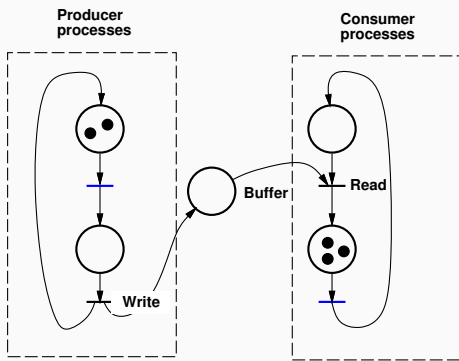 Producer
processes
Consumer
processes
Buffer
Read
Write